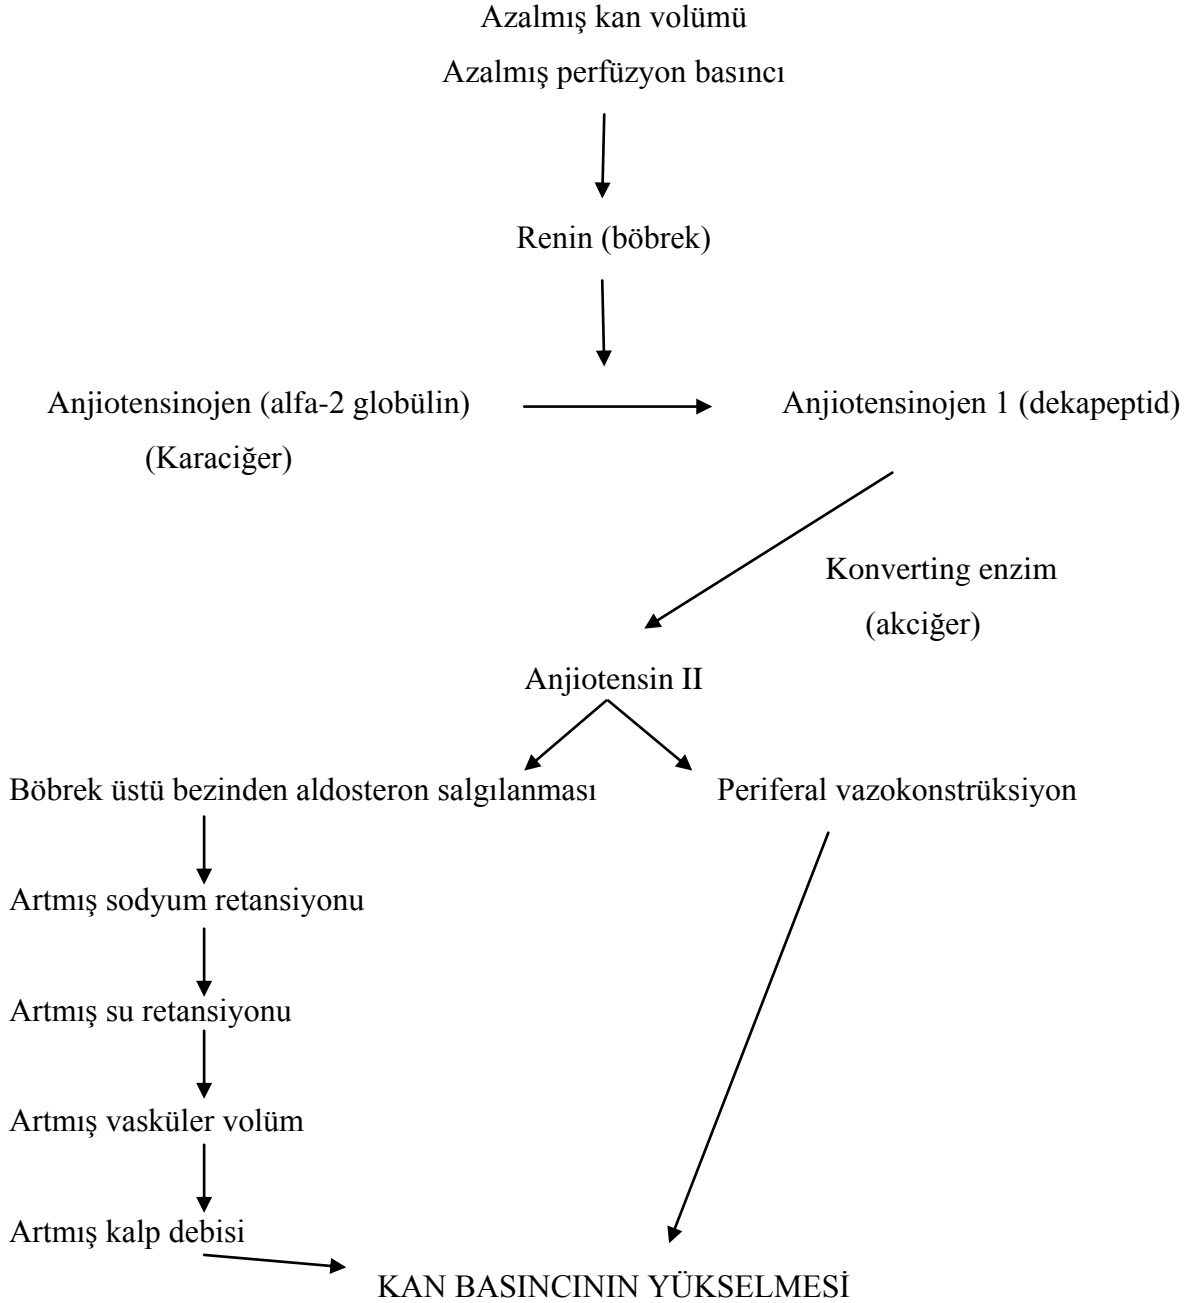 Azalmış kan volümü
Azalmış perfüzyon basıncı
Renin (böbrek)
Anjiotensinojen (alfa-2 globülin)
(Karaciğer)
Anjiotensinojen 1 (dekapeptid)
Konverting enzim
(akciğer)
Anjiotensin II
Böbrek üstü bezinden aldosteron salgılanması
Periferal vazokonstrüksiyon
Artmış sodyum retansiyonu
Artmış su retansiyonu
Artmış vasküler volüm
Artmış kalp debisi
KAN BASINCININ YÜKSELMESİ